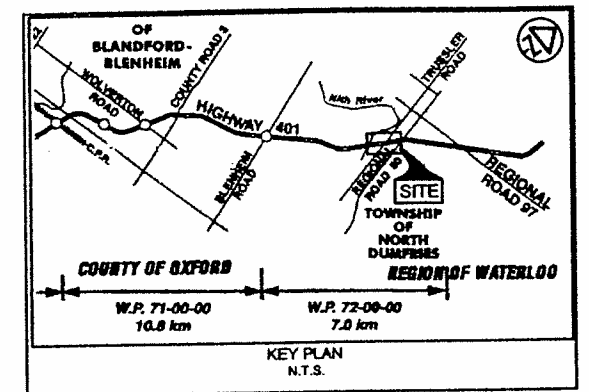 OF
BLANDFORD-
BLENHEIM
COUNTY ROAD 3
WOLVERTON
ROAD
TRUSSLER
ROAD
Nith River
HIGHWAY 401
C.P.R.
BLENHEIM
ROAD
REGIONAL
ROAD
REGIONAL
ROAD 97
SITE
TOWNSHIP
OF
NORTH
DUMFRIES
COUNTY OF OXFORD
REGION OF WATERLOO
W.P. 71-00-00
10.8 km
W.P. 72-00-00
7.0 km
KEY PLAN
N.T.S.